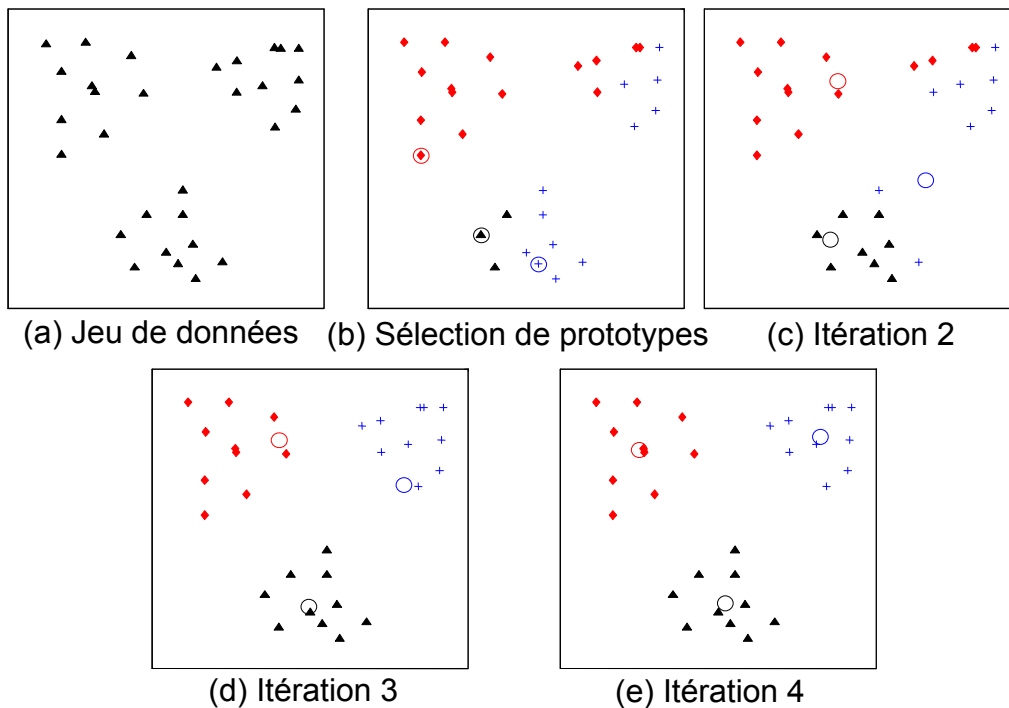 (a) Jeu de données
(b) Sélection de prototypes
(c) Itération 2
(d) Itération 3
(e) Itération 4